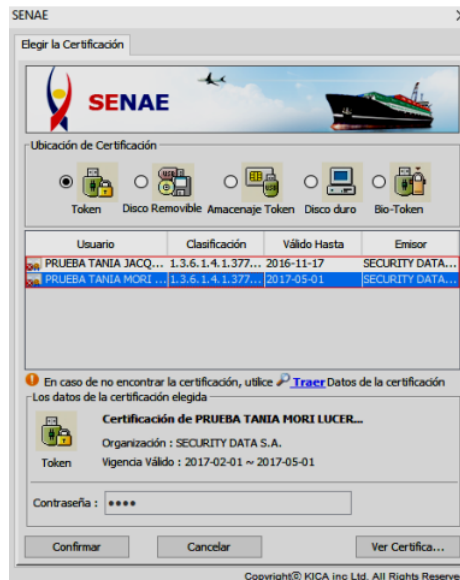 SENAE
Elegir la Certificación
SENAE
Ubicación de Certificación
Token Disco Removible Amacenaje Token Disco duro Bio-Token
Usuario Clasificación Válido Hasta Emisor
PRUEBA TANIA JACQ... 1.3.6.1.4.1.377... 2016-11-17 SECURITY DATA...
PRUEBA TANIA MORI ... 1.3.6.1.4.1.377... 2017-05-01 SECURITY DATA...
En caso de no encontrar la certificación, utilice Traer Datos de la certificación
Los datos de la certificación elegida
Certificación de PRUEBA TANIA MORI LUCER...
Organización : SECURITY DATA S.A.
Token Vigencia Válido : 2017-02-01 ~ 2017-05-01
Contraseña : ●●●●
Confirmar Cancelar Ver Certifica...
Copyright© KICA inc Ltd. All Rights Reserve